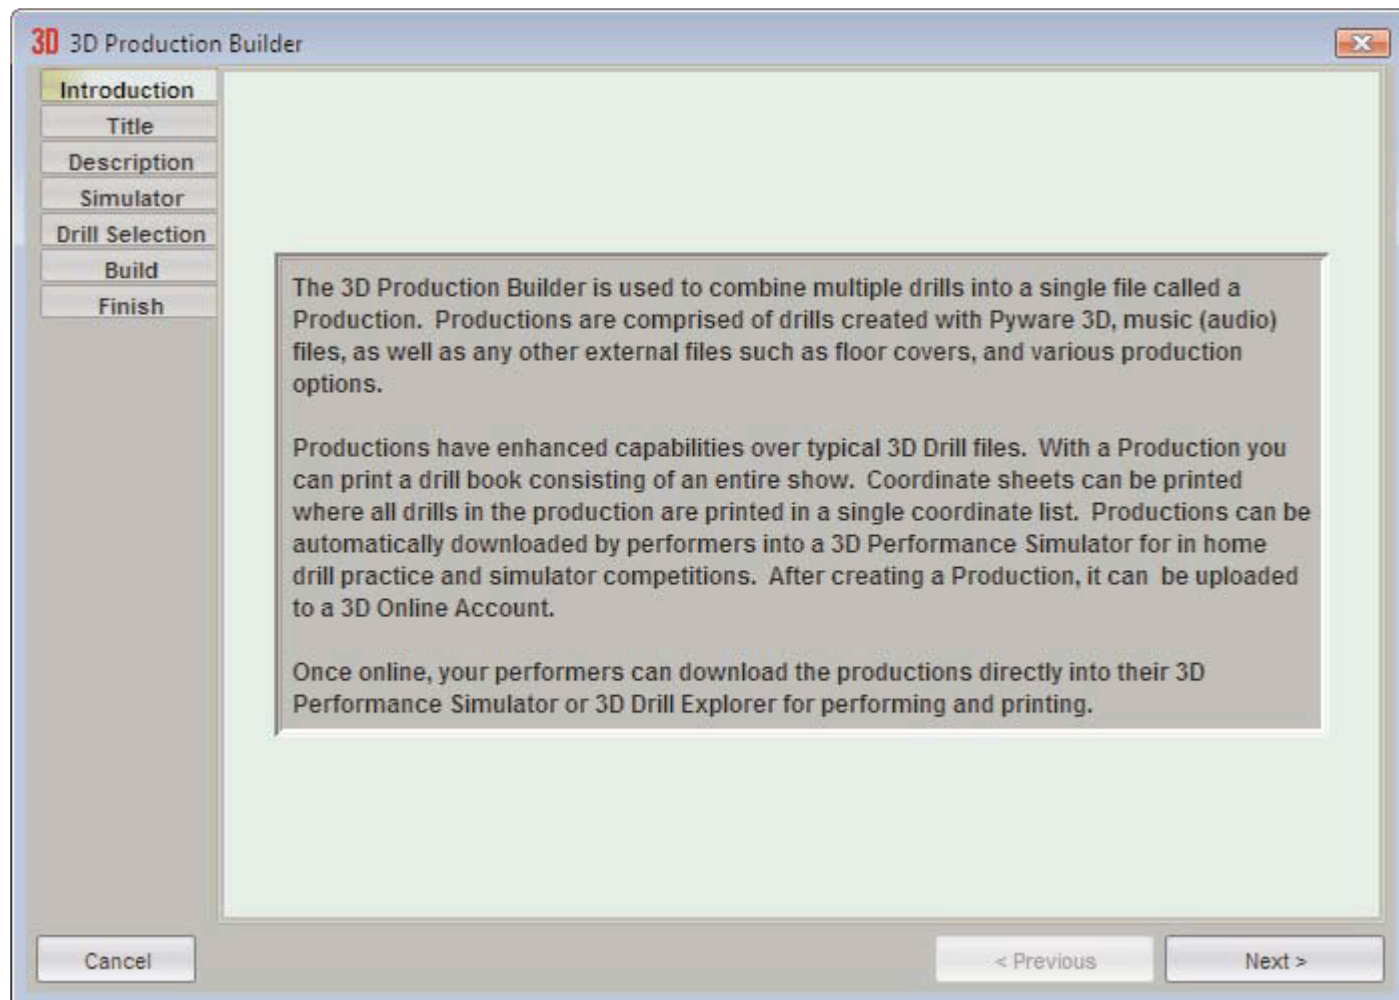 3D 3D Production Builder
Introduction
Title
Description
Simulator
Drill Selection
Build
Finish
The 3D Production Builder is used to combine multiple drills into a single file called a
Production.  Productions are comprised of drills created with Pyware 3D, music (audio)
files, as well as any other external files such as floor covers, and various production
options.
Productions have enhanced capabilities over typical 3D Drill files.  With a Production you
can print a drill book consisting of an entire show.  Coordinate sheets can be printed
where all drills in the production are printed in a single coordinate list.  Productions can be
automatically downloaded by performers into a 3D Performance Simulator for in home
drill practice and simulator competitions.  After creating a Production, it can  be uploaded
to a 3D Online Account.
Once online, your performers can download the productions directly into their 3D
Performance Simulator or 3D Drill Explorer for performing and printing.
Cancel
< Previous
Next >